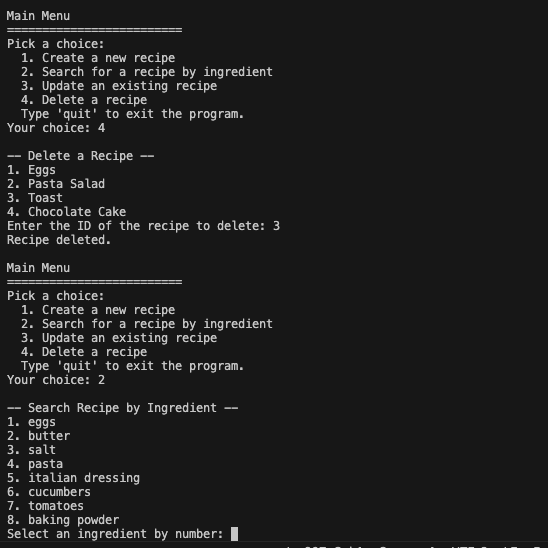 Main Menu
=========================
Pick a choice:
  1. Create a new recipe
  2. Search for a recipe by ingredient
  3. Update an existing recipe
  4. Delete a recipe
  Type 'quit' to exit the program.
Your choice: 4

-- Delete a Recipe --
1. Eggs
2. Pasta Salad
3. Toast
4. Chocolate Cake
Enter the ID of the recipe to delete: 3
Recipe deleted.

Main Menu
=========================
Pick a choice:
  1. Create a new recipe
  2. Search for a recipe by ingredient
  3. Update an existing recipe
  4. Delete a recipe
  Type 'quit' to exit the program.
Your choice: 2

-- Search Recipe by Ingredient --
1. eggs
2. butter
3. salt
4. pasta
5. italian dressing
6. cucumbers
7. tomatoes
8. baking powder
Select an ingredient by number: